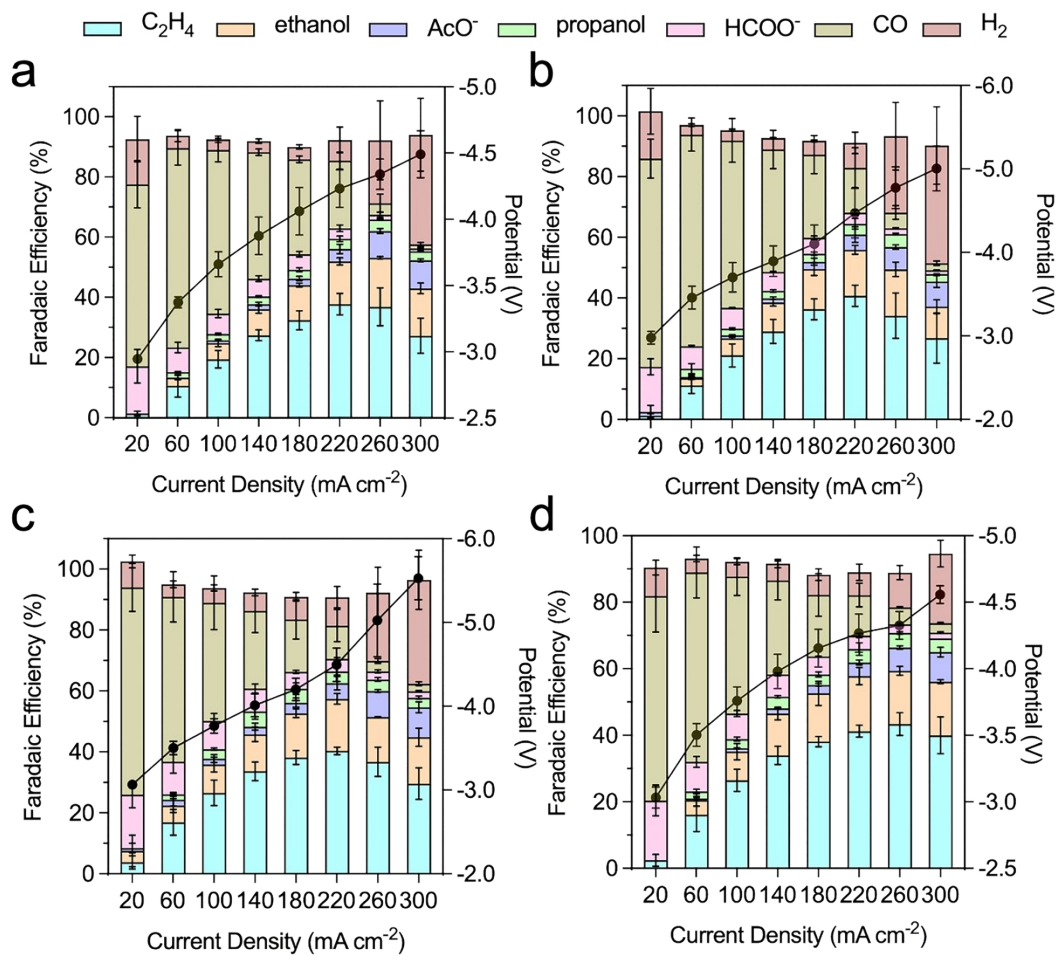 C₂H₄ ethanol AcO⁻ propanol HCOO⁻ CO H₂
a
100
80
60
40
20
0
Faradaic Efficiency (%)
-5.0
-4.5
-4.0
-3.5
-3.0
-2.5
Potential (V)
20 60 100 140 180 220 260 300
Current Density (mA cm⁻²)
b
100
80
60
40
20
0
Faradaic Efficiency (%)
-6.0
-5.0
-4.0
-3.0
-2.0
Potential (V)
20 60 100 140 180 220 260 300
Current Density (mA cm⁻²)
c
100
80
60
40
20
0
Faradaic Efficiency (%)
-6.0
-5.0
-4.0
-3.0
-2.0
Potential (V)
20 60 100 140 180 220 260 300
Current Density (mA cm⁻²)
d
100
80
60
40
20
0
Faradaic Efficiency (%)
-5.0
-4.5
-4.0
-3.5
-3.0
-2.5
Potential (V)
20 60 100 140 180 220 260 300
Current Density (mA cm⁻²)